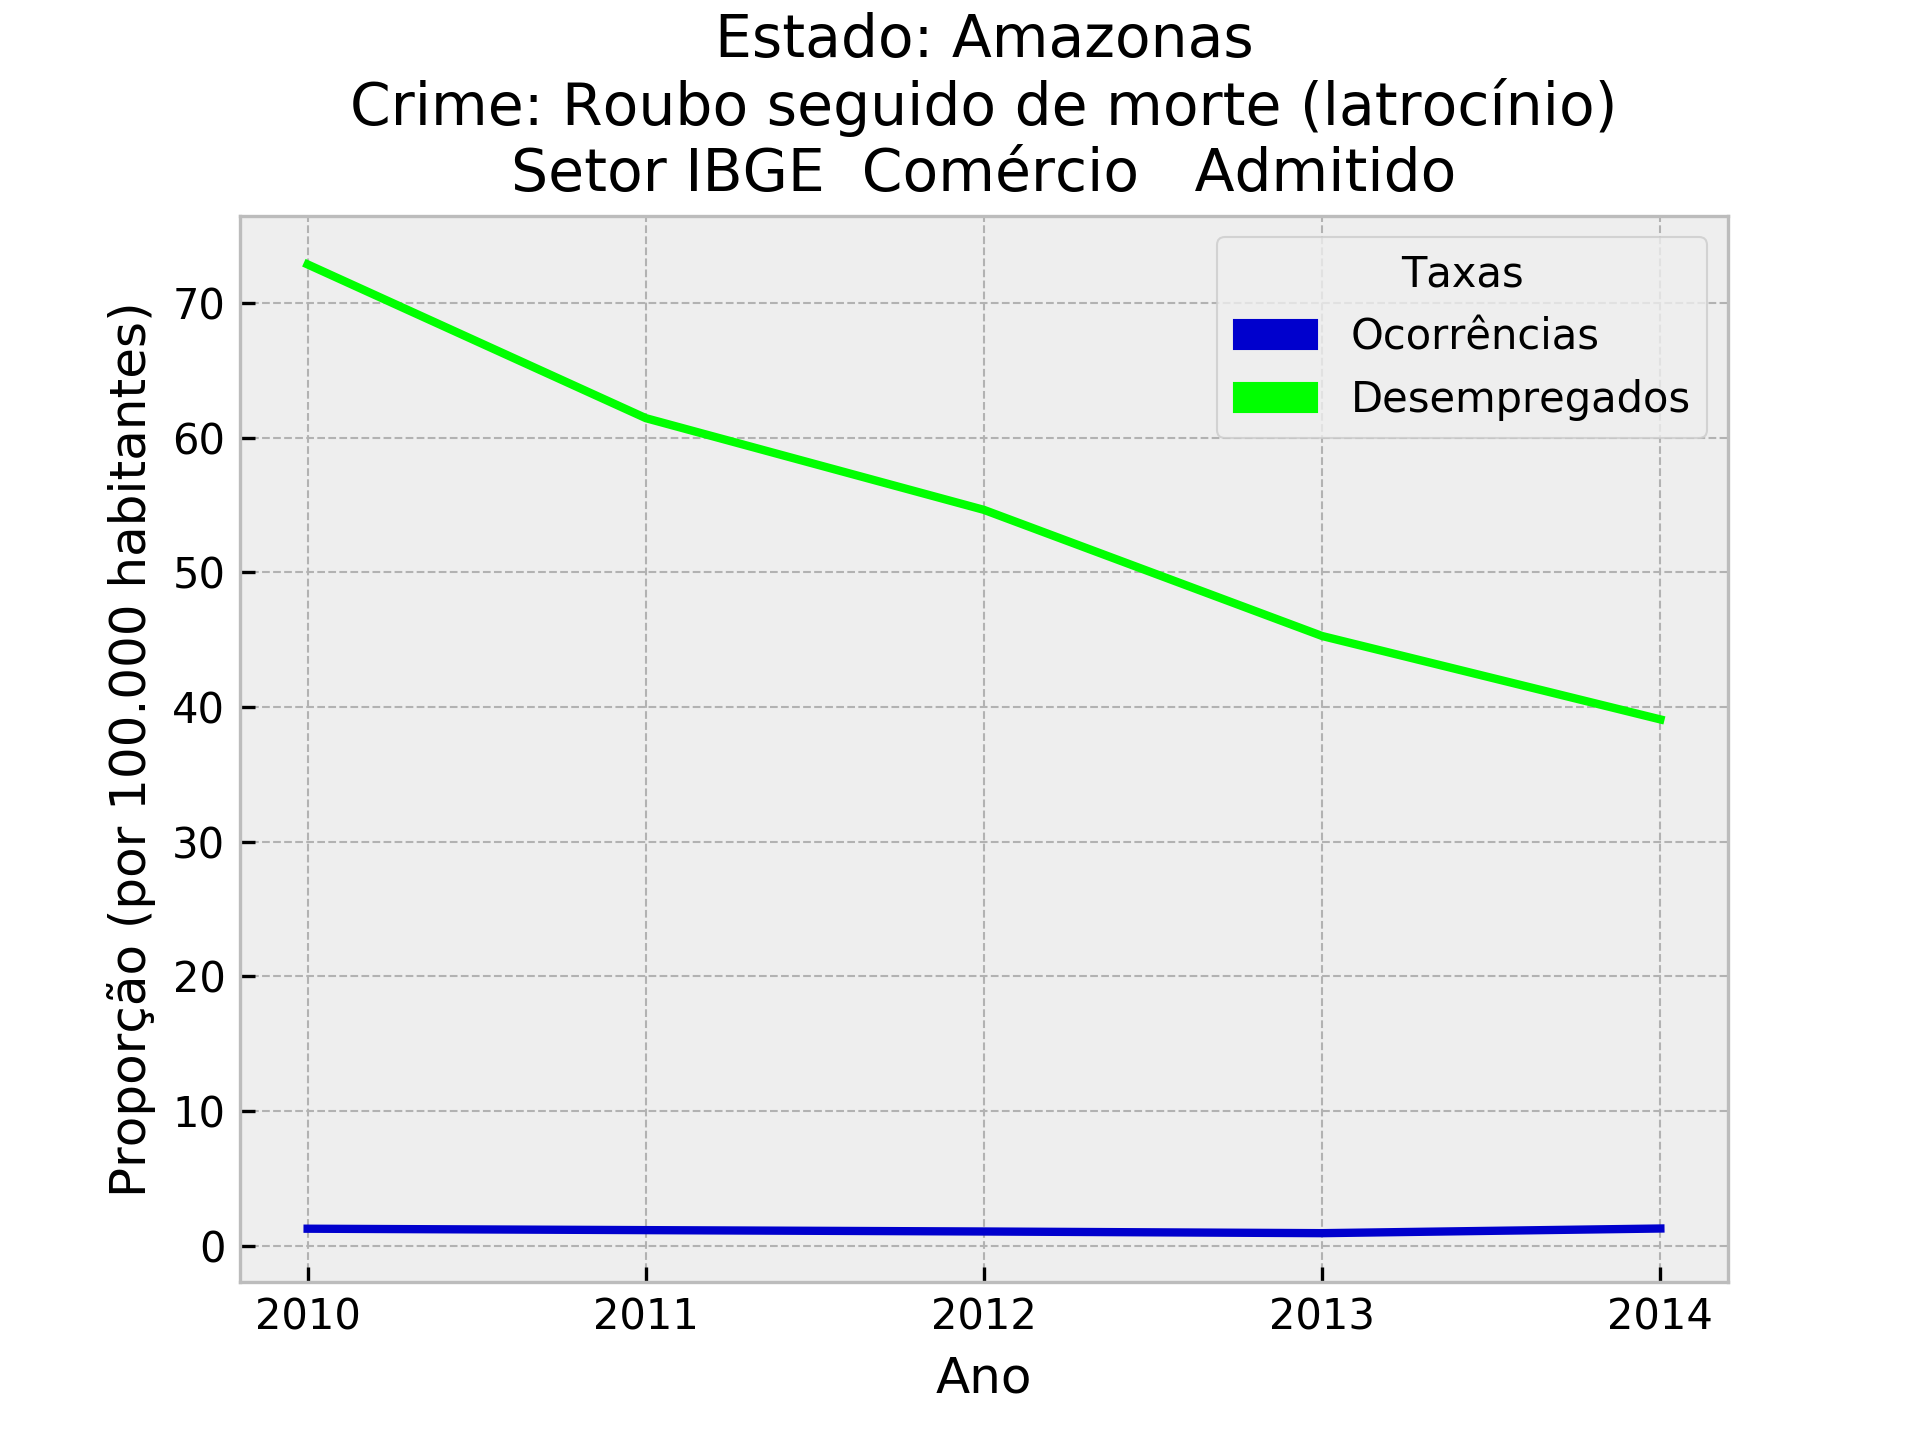 Estado: Amazonas
Crime: Roubo seguido de morte (latrocínio)
Setor IBGE  Comércio   Admitido
Proporção (por 100.000 habitantes)
70
60
50
40
30
20
10
0
Taxas
Ocorrências
Desempregados
2010 2011 2012 2013 2014
Ano